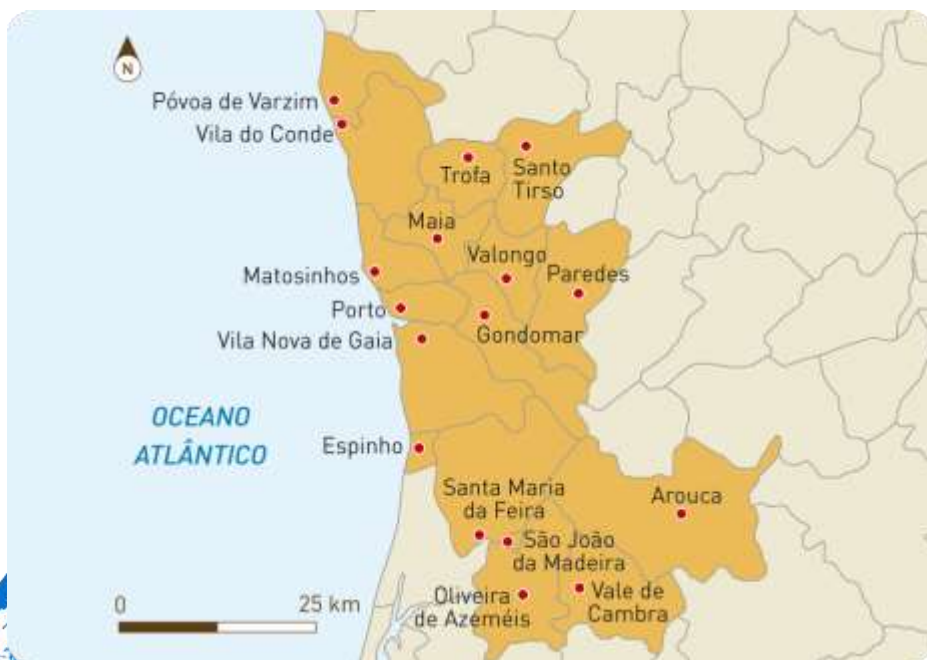 N
Póvoa de Varzim
Vila do Conde
Trofa
Santo
Tirso
Maia
Valongo
Paredes
Matosinhos
Porto
Gondomar
Vila Nova de Gaia
OCEANO
ATLÂNTICO
Espinho
Santa Maria
da Feira
Arouca
São João
da Madeira
Oliveira
de Azeméis
Vale de
Cambra
0
25 km